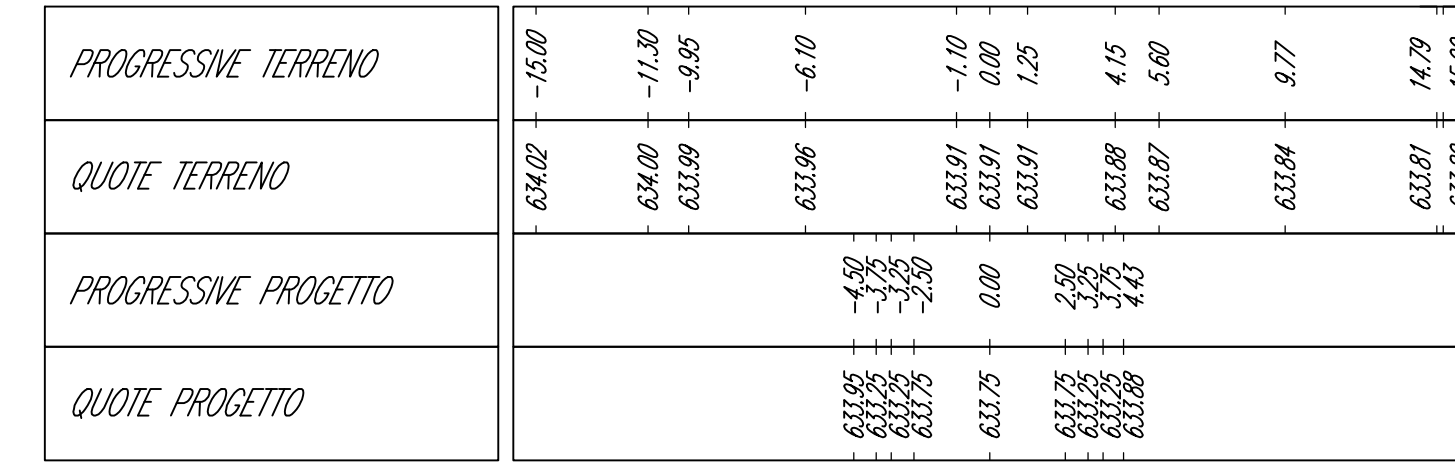 PROGRESSIVE TERRENO -15.00 -11.30 -9.95 -6.10 -1.10 0.00 1.25 4.15 5.60 9.77 14.79
QUOTE TERRENO 634.02 634.00 633.99 633.96 633.91 633.91 633.91 633.88 633.87 633.84 633.81
PROGRESSIVE PROGETTO -4.50 -3.75 -3.25 -2.50 0.00 2.50 3.25 3.75 4.43
QUOTE PROGETTO 633.95 633.25 633.25 633.75 633.75 633.75 633.25 633.25 633.88